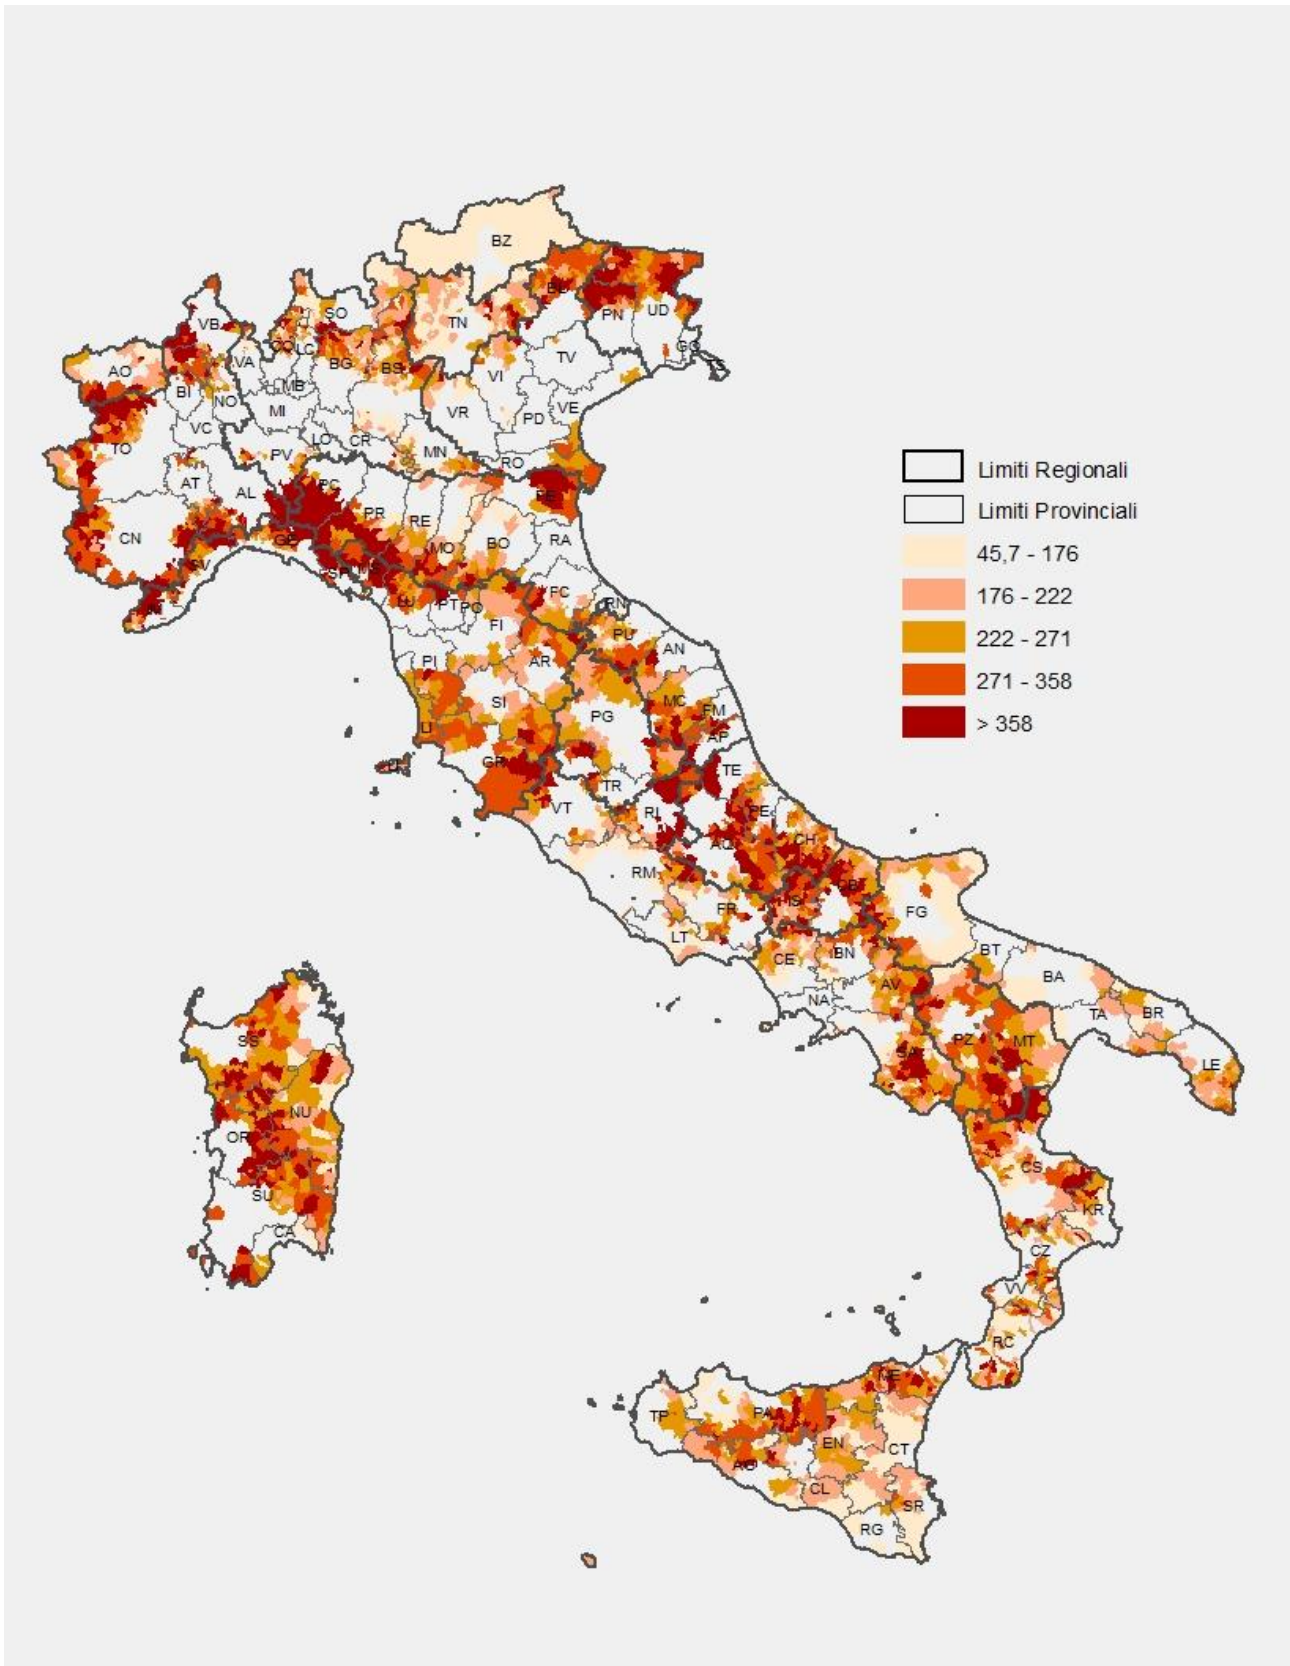 BZ
SO
VB
TN
BL
PN
UD
GO
TS
CO
LC
VA
AO
BG
BS
VI
TV
BI
NO
MB
MI
VR
PD
VE
VC
TO
LO
CR
MN
RO
PV
AT
AL
PC
FE
PR
RE
CN
GE
MO
BO
RA
SV
SP
MS
IM
LU
PT
PO
FC
RN
FI
PU
AN
PI
AR
SI
MC
FM
PG
LI
AP
GR
LI
TR
TE
VT
RI
PE
AQ
CH
RM
CB
IS
FR
FG
LT
CE
BN
BT
BA
AV
NA
TA
BR
SA
PZ
MT
LE
SS
NU
OR
SU
CA
CS
KR
CZ
VV
RC
ME
TP
PA
EN
CT
AG
CL
SR
RG
Limiti Regionali
Limiti Provinciali
45,7 - 176
176 - 222
222 - 271
271 - 358
> 358